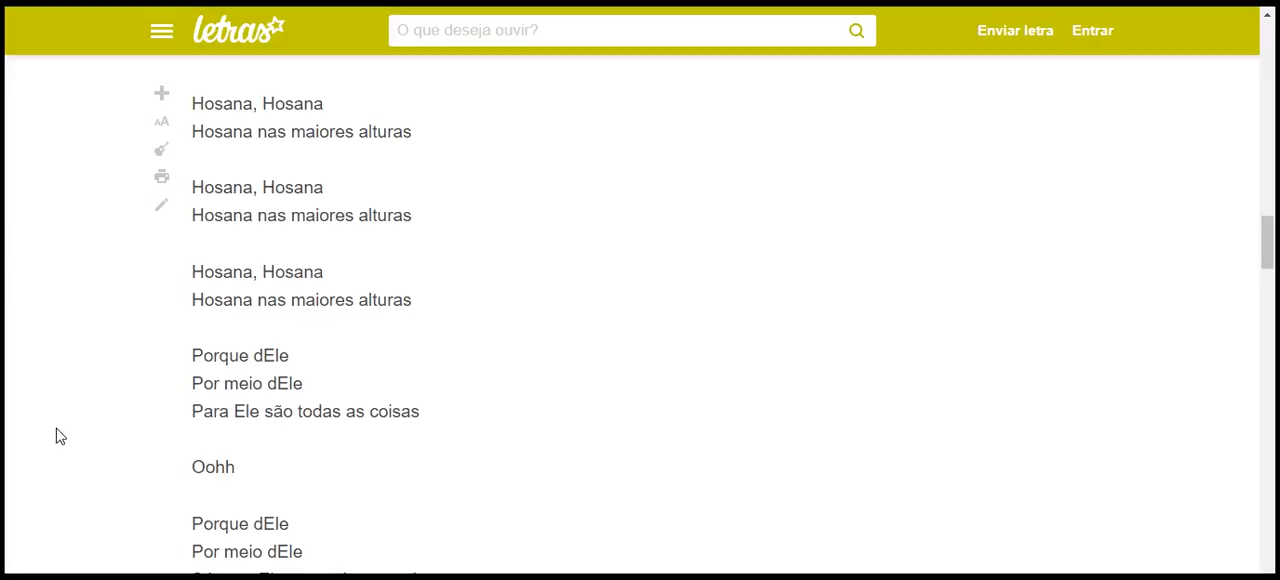 letras
O que deseja ouvir?
Enviar letra
Entrar
AA
Hosana, Hosana
Hosana nas maiores alturas
Hosana, Hosana
Hosana nas maiores alturas
Hosana, Hosana
Hosana nas maiores alturas
Porque dEle
Por meio dEle
Para Ele são todas as coisas
Oohh
Porque dEle
Por meio dEle